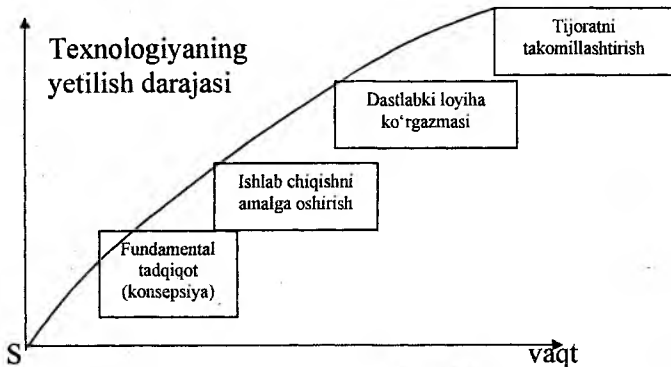 Texnologiyaning
yetilish darajasi
Tijoratni
takomillashtirish
Dastlabki loyiha
ko‘rgazmasi
Ishlab chiqishni
amalga oshirish
Fundamental
tadqiqot
(konsepsiya)
S
vaqt